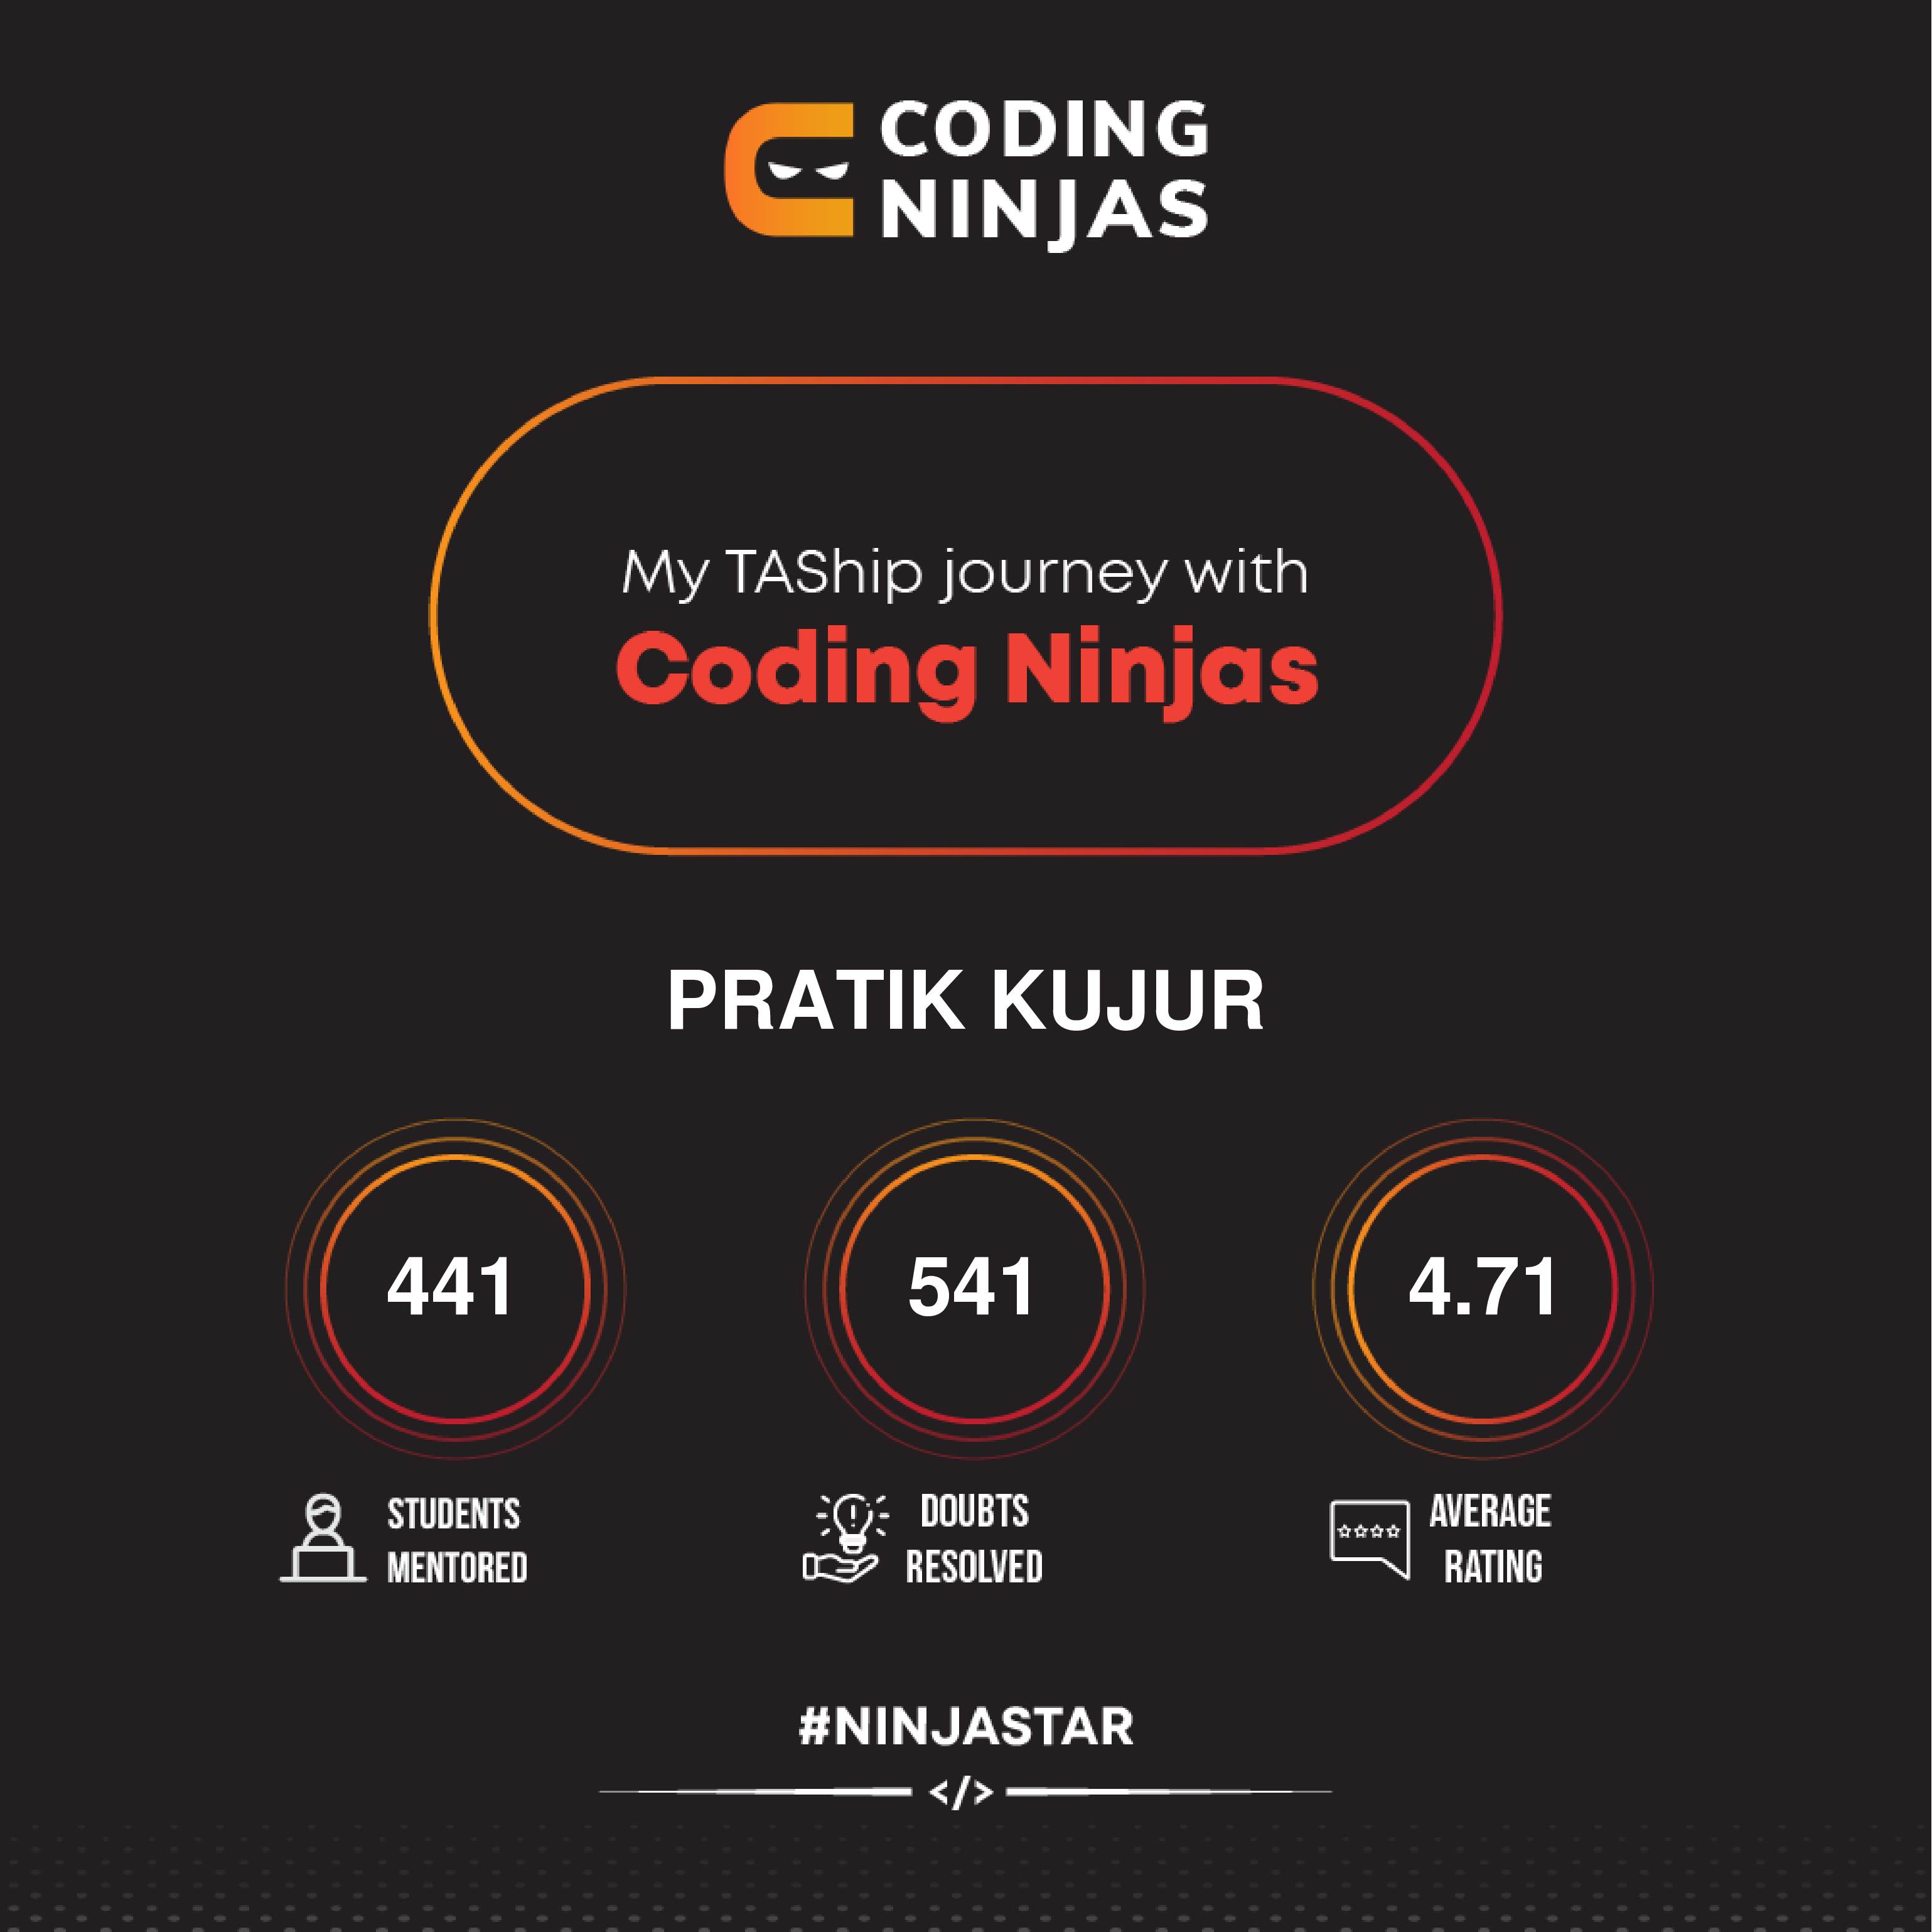 CODING
NINJAS
My TAShip journey with
Coding Ninjas
PRATIK KUJUR
441
541
4.71
STUDENTS
MENTORED
DOUBTS
RESOLVED
AVERAGE
RATING
#NINJASTAR
</>